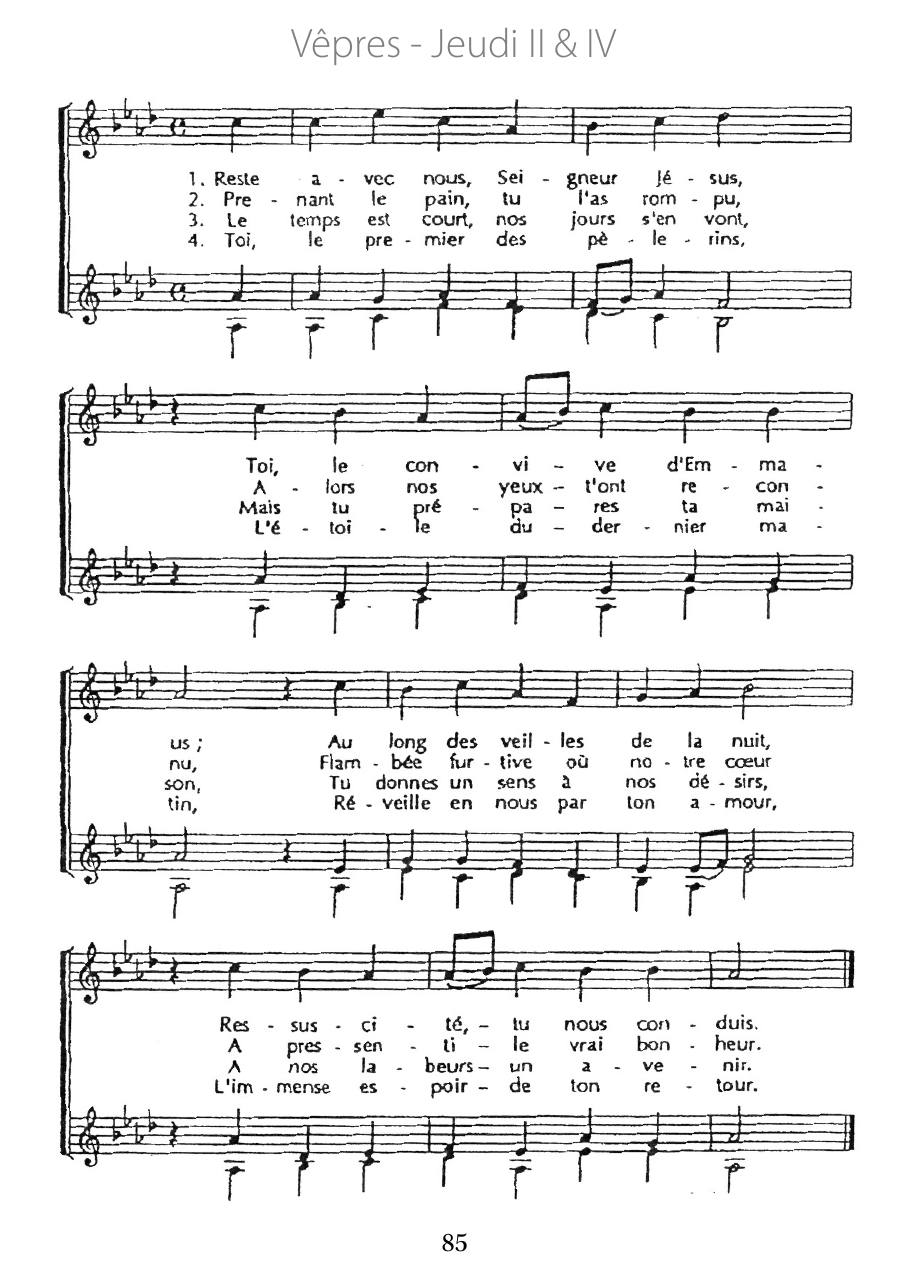 Vêpres - Jeudi II & IV
1. Reste a - vec nous, Sei - gneur Jé - sus,
2. Pre - nant le pain, tu l'as rom - pu,
3. Le temps est court, nos jours s'en vont,
4. Toi, le pre - mier des pè - le - rins,
Toi, le con - vi - ve d'Em - ma -
A - lors nos yeux - t'ont re - con -
Mais tu pré - pa - res ta mai -
L'é - toi - le du - der - nier ma -
us ; Au long des veil - les de la nuit,
nu, Flam - bée fur - tive où no - tre cœur
son, Tu donnes un sens à nos dé - sirs,
tin, Ré - veille en nous par ton a - mour,
Res - sus - ci - té, - tu nous con - duis.
A pres - sen - ti - le vrai bon - heur.
A nos la - beurs - un a - ve - nir.
L'im - mense es - poir - de ton re - tour.
85